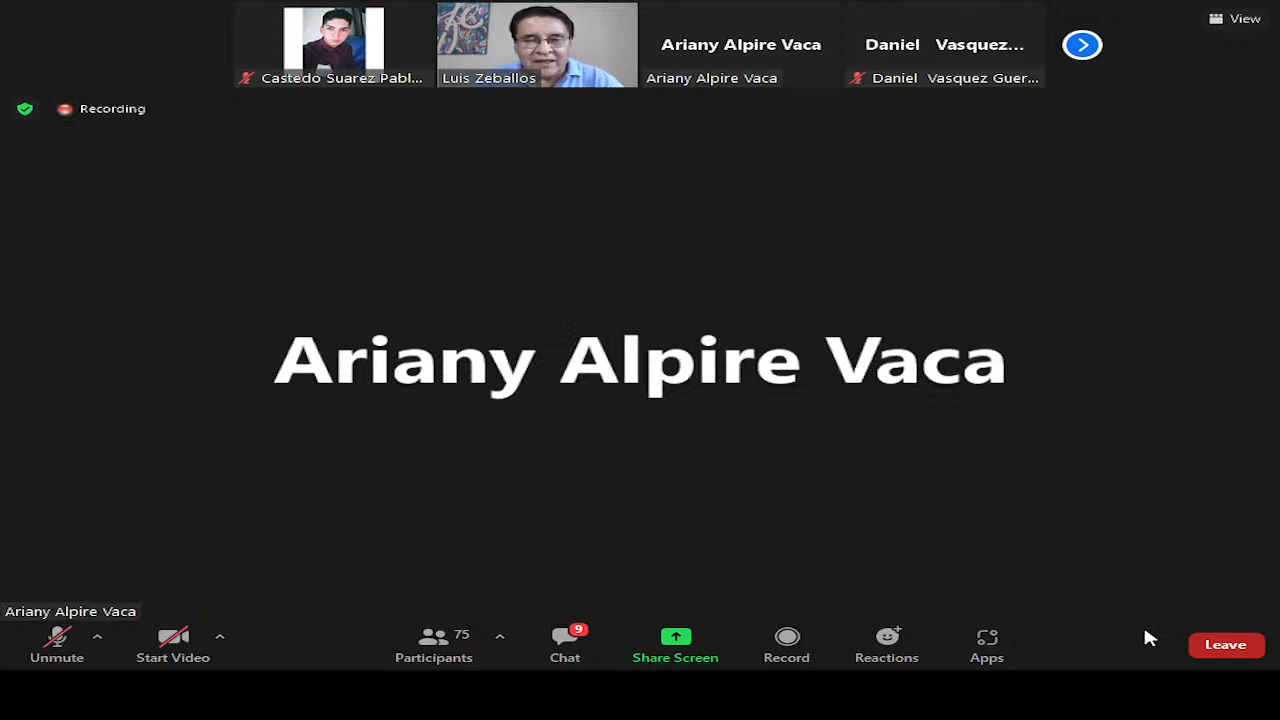 Ariany Alpire Vaca
Daniel Vasquez...
View
Castedo Suarez Pabl...
Luis Zeballos
Ariany Alpire Vaca
Daniel Vasquez Guer...
Recording
Ariany Alpire Vaca
Ariany Alpire Vaca
75
9
Unmute
Start Video
Participants
Chat
Share Screen
Record
Reactions
Apps
Leave